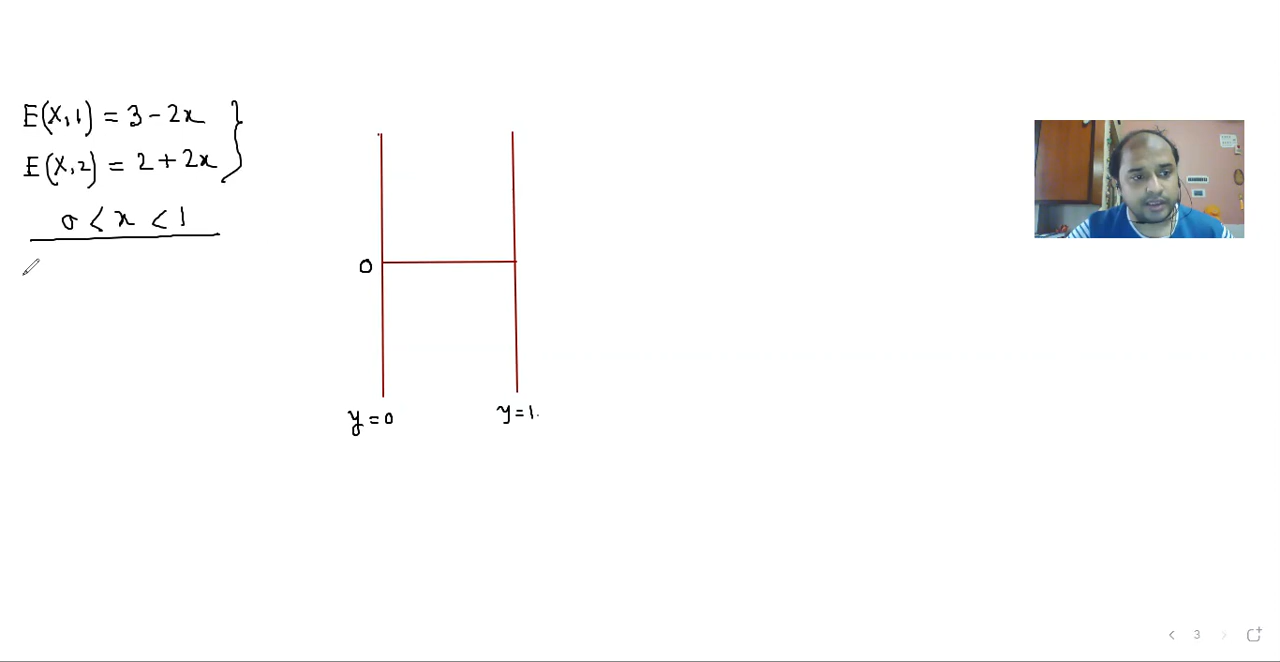 E(X,1) = 3 - 2x
E(X,2) = 2 + 2x
0 < x < 1
0
y = 0
y = 1.
3